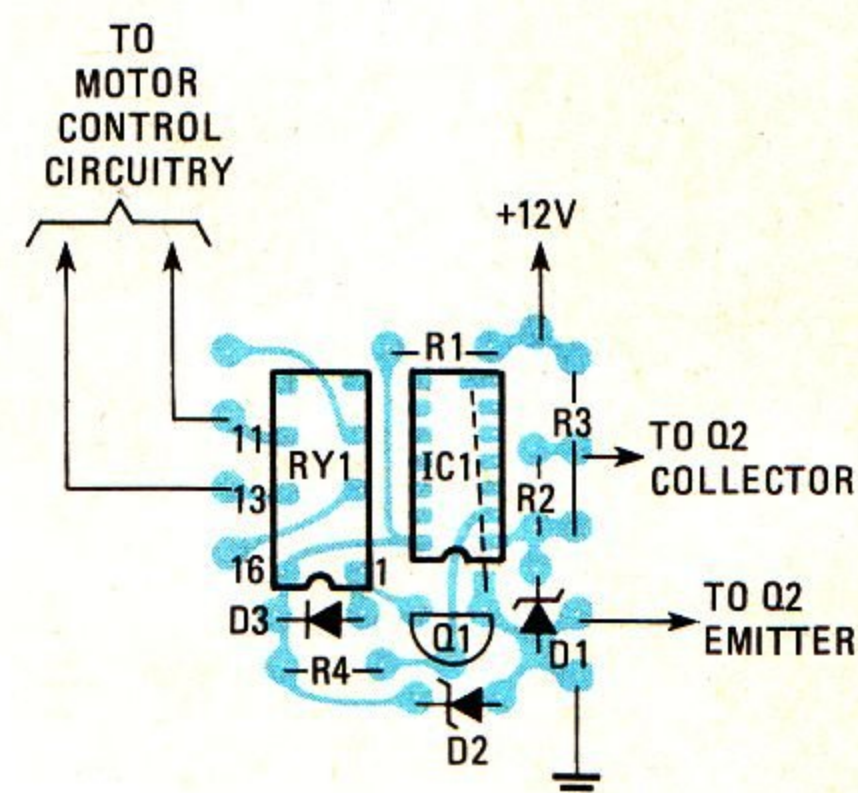 TO
MOTOR
CONTROL
CIRCUITRY
+12V
R1
R3
11
RY1
IC1
TO Q2
COLLECTOR
13
R2
16
1
D3
Q1
TO Q2
EMITTER
D1
R4
D2